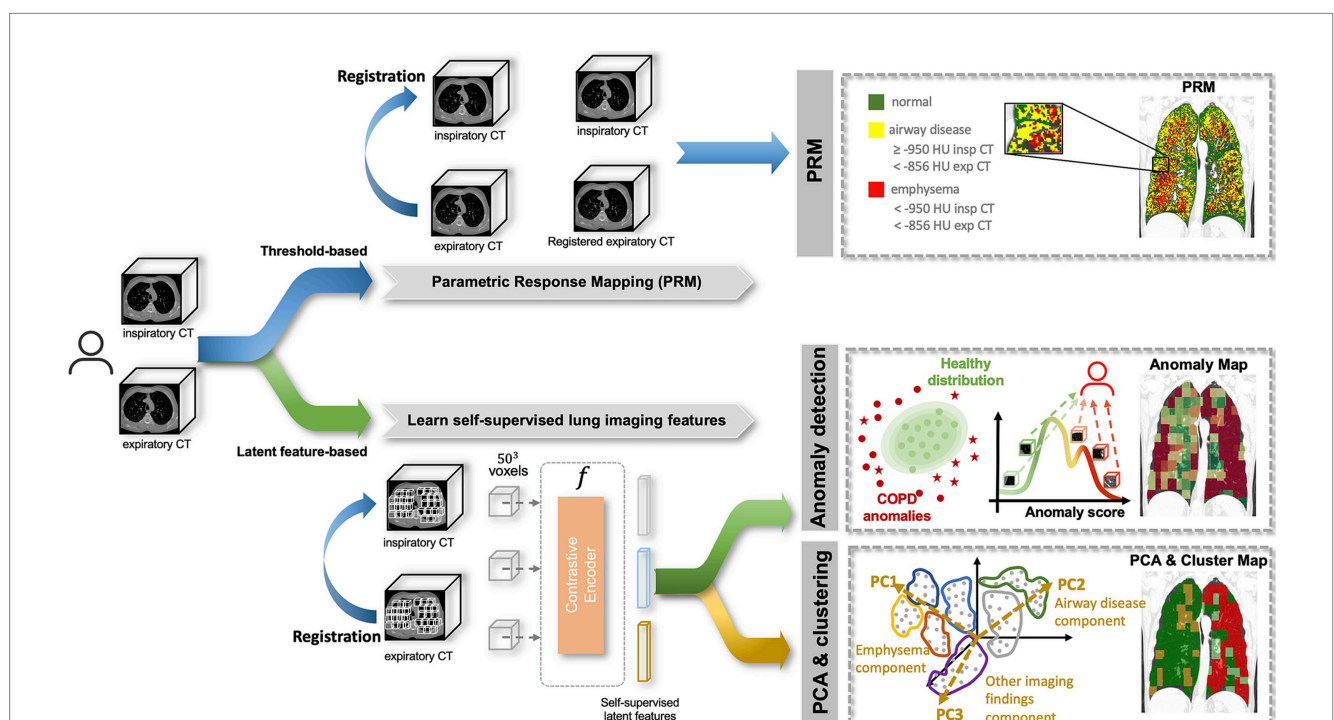 Registration
inspiratory CT
inspiratory CT
expiratory CT
Registered expiratory CT
PRM
normal
airway disease
≥ -950 HU insp CT
< -856 HU exp CT
emphysema
< -950 HU insp CT
< -856 HU exp CT
PRM
Threshold-based
Parametric Response Mapping (PRM)
inspiratory CT
expiratory CT
Learn self-supervised lung imaging features
Latent feature-based
50³
voxels
f
Contrastive
Encoder
inspiratory CT
Registration
expiratory CT
Self-supervised
latent features
Anomaly detection
Healthy
distribution
COPD
anomalies
Anomaly score
Anomaly Map
PCA & clustering
PC1
PC2
Airway disease
component
Emphysema
component
Other imaging
findings
component
PC3
PCA & Cluster Map